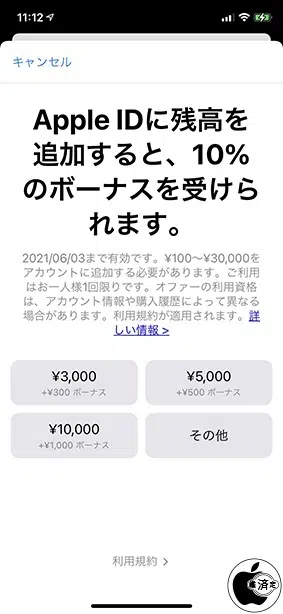 11:12
キャンセル
Apple IDに残高を
追加すると、10%
のボーナスを受けら
れます。
2021/06/03まで有効です。¥100〜¥30,000を
アカウントに追加する必要があります。ご利用
はお一人様1回限りです。オファーの利用資格
は、アカウント情報や購入履歴によって異なる
場合があります。利用規約が適用されます。詳
しい情報 >
¥3,000
+¥300 ボーナス
¥5,000
+¥500 ボーナス
¥10,000
+¥1,000 ボーナス
その他
利用規約 >